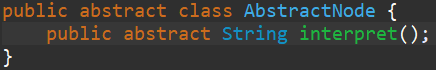 public abstract class AbstractNode {
    public abstract String interpret();
}